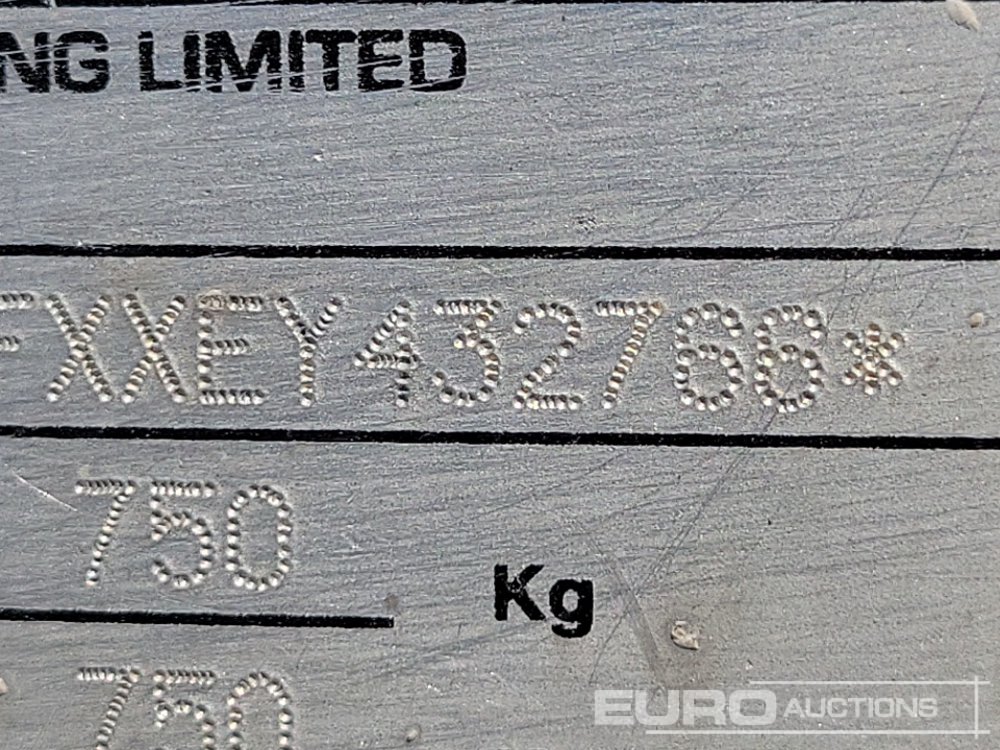 NG LIMITED
FXXEY432766*
750
Kg
750
EURO AUCTIONS